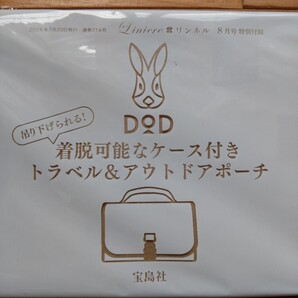 Liniere リンネル 8月号特別付録
DOD
吊り下げられる!
着脱可能なケース付き
トラベル&アウトドアポーチ
宝島社